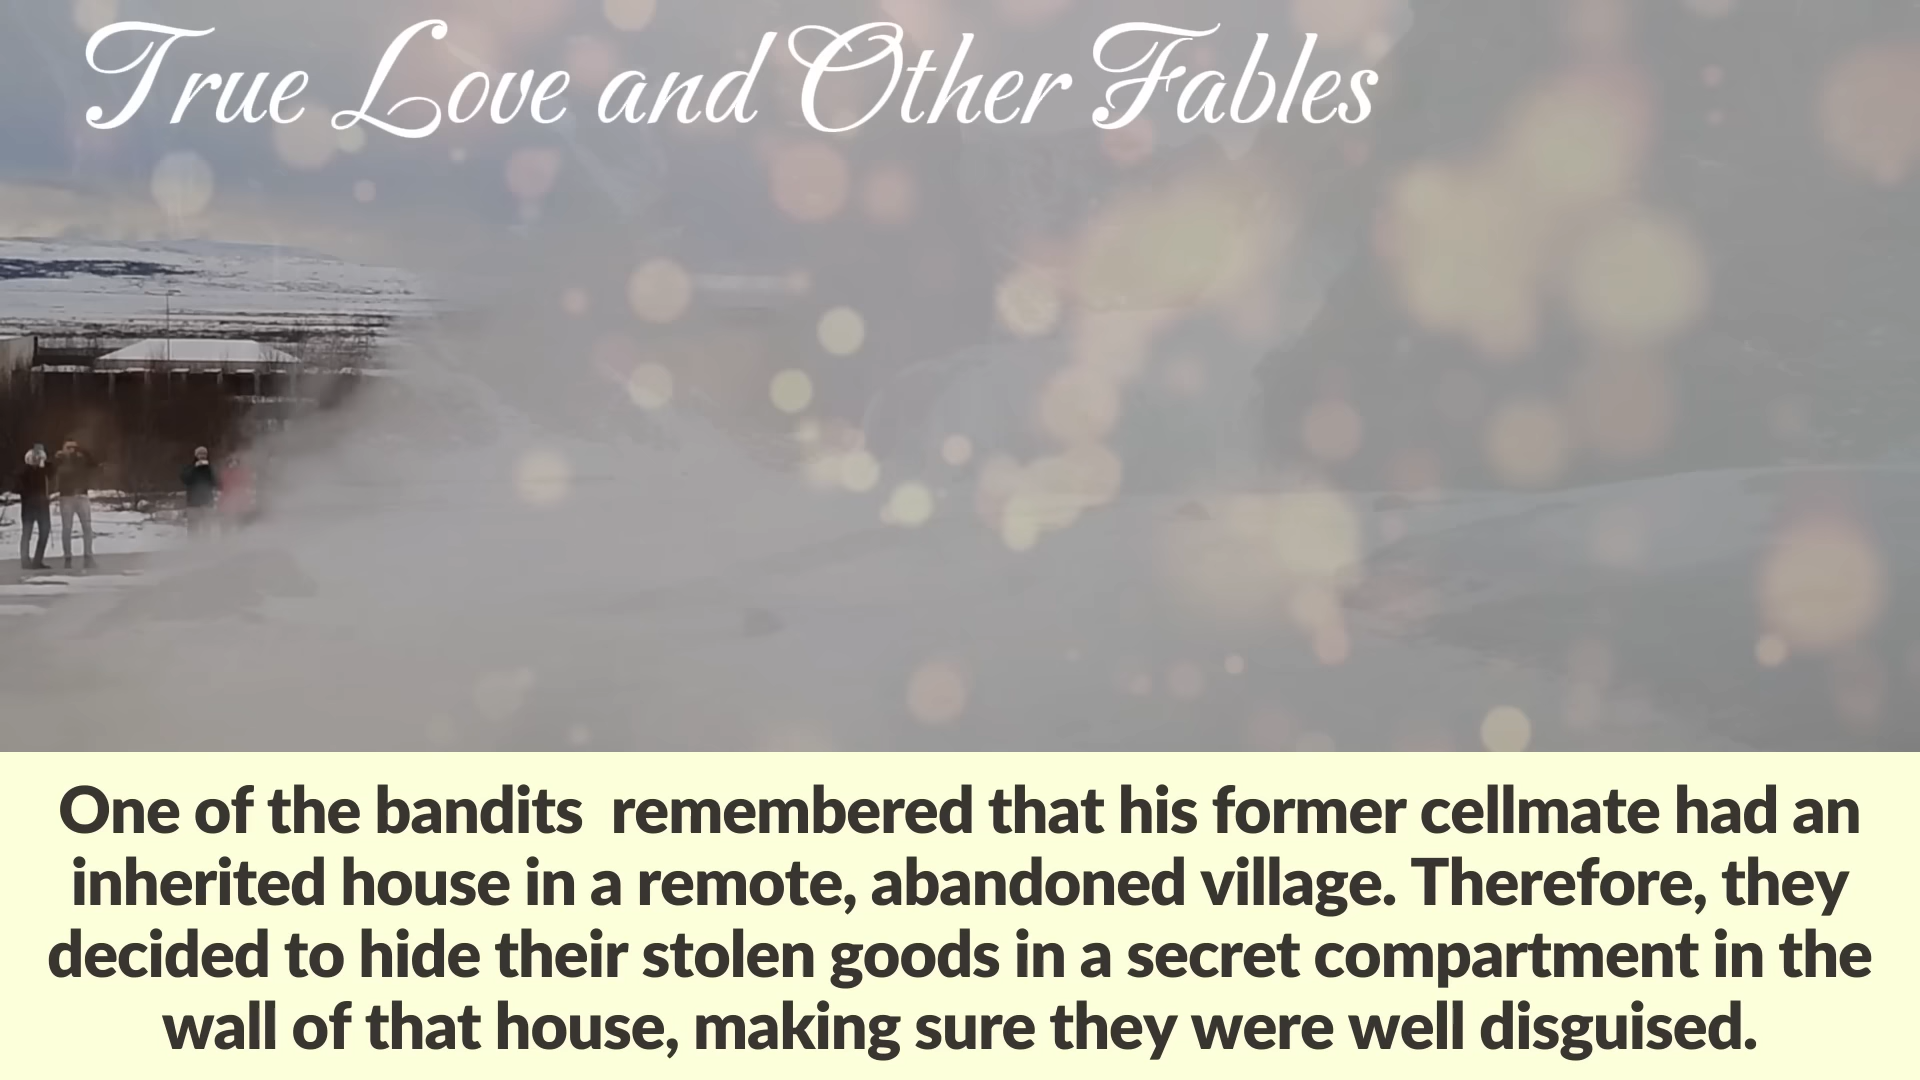 True Love and Other Fables
One of the bandits  remembered that his former cellmate had an
inherited house in a remote, abandoned village. Therefore, they
decided to hide their stolen goods in a secret compartment in the
wall of that house, making sure they were well disguised.